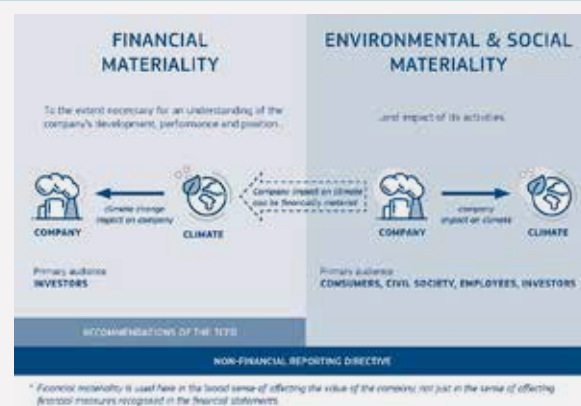 FINANCIAL
MATERIALITY
To the extent necessary for an understanding of the
company's development, performance and position...
climate change
impact on company
COMPANY
CLIMATE
Primary audience
INVESTORS
Company impact on climate
can be financially material
ENVIRONMENTAL & SOCIAL
MATERIALITY
...and impact of its activities
company
impact on climate
COMPANY
CLIMATE
Primary audience
CONSUMERS, CIVIL SOCIETY, EMPLOYEES, INVESTORS
RECOMMENDATIONS OF THE TCFD
NON-FINANCIAL REPORTING DIRECTIVE
* Financial materiality is used here in the broad sense of affecting the value of the company, not just in the sense of affecting
financial measures recognised in the financial statements.